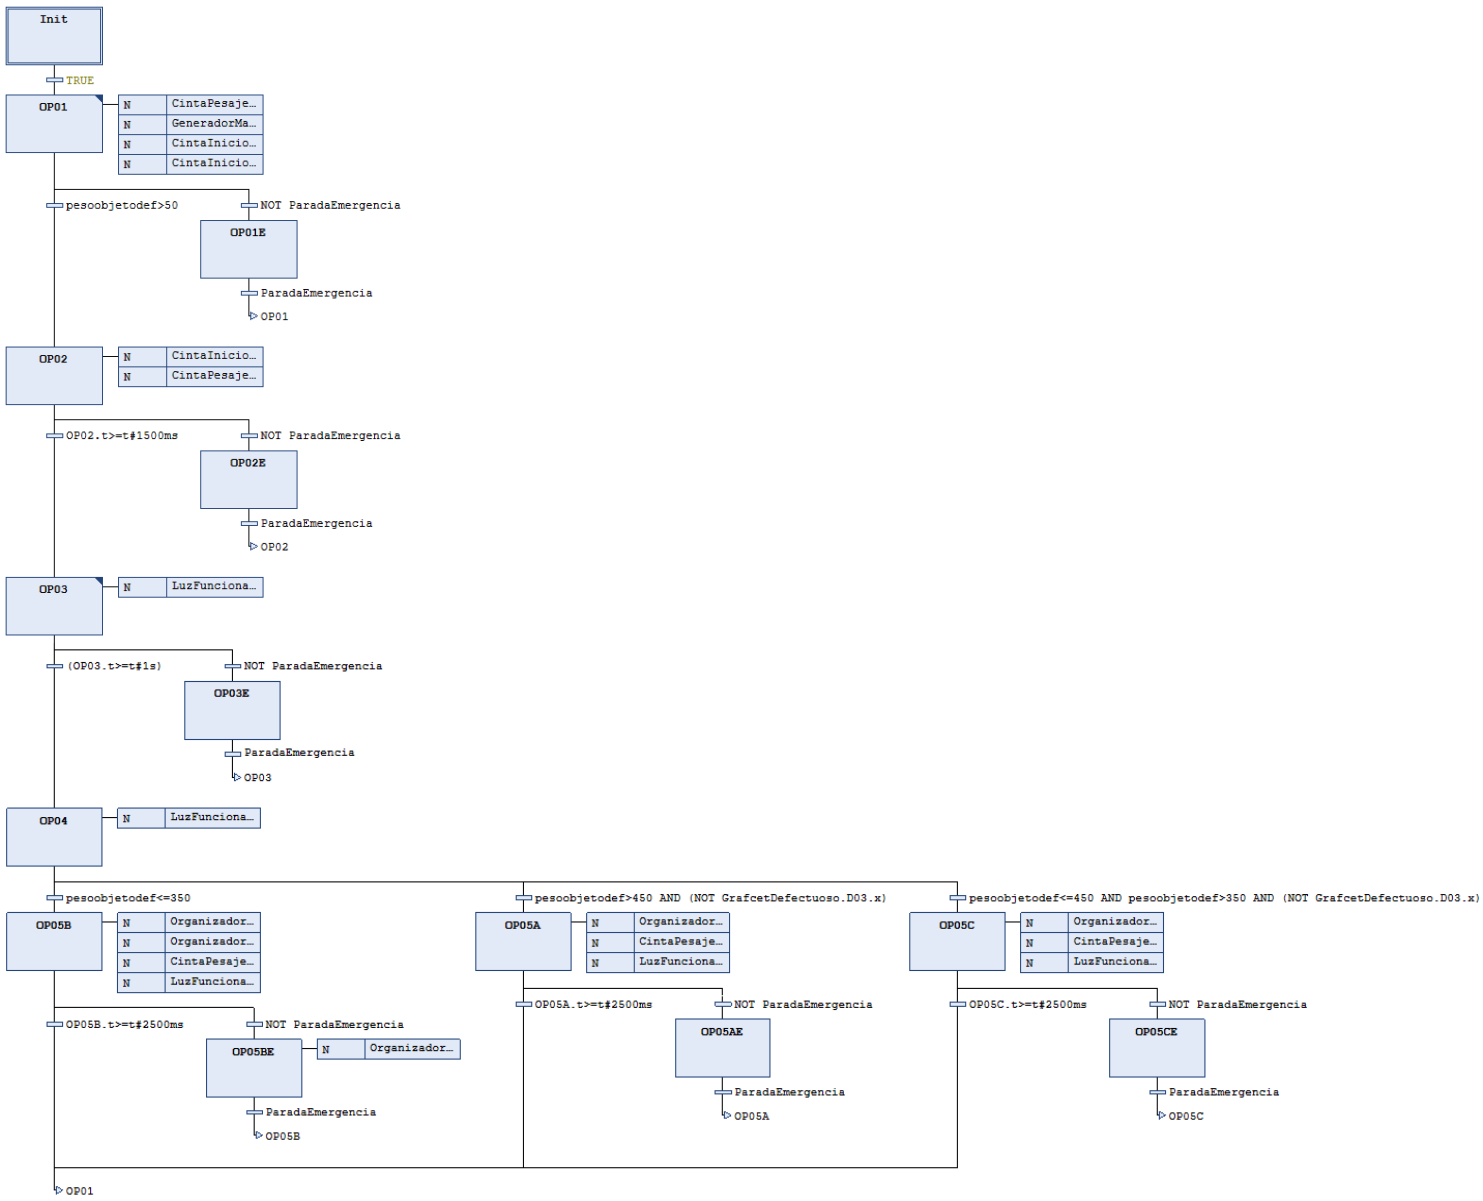 Init
TRUE
OP01
N CintaPesaje…
N GeneradorMa…
N CintaInicio…
N CintaInicio…
pesoobjetodef>50
NOT ParadaEmergencia
OP01E
ParadaEmergencia
OP01
OP02
N CintaInicio…
N CintaPesaje…
OP02.t>=t#1500ms
NOT ParadaEmergencia
OP02E
ParadaEmergencia
OP02
OP03
N LuzFunciona…
(OP03.t>=t#1s)
NOT ParadaEmergencia
OP03E
ParadaEmergencia
OP03
OP04
N LuzFunciona…
pesoobjetodef<=350
pesoobjetodef>450 AND (NOT GrafcetDefectuoso.D03.x)
pesoobjetodef<=450 AND pesoobjetodef>350 AND (NOT GrafcetDefectuoso.D03.x)
OP05B
N Organizador…
N Organizador…
N CintaPesaje…
N LuzFunciona…
OP05A
N Organizador…
N CintaPesaje…
N LuzFunciona…
OP05C
N Organizador…
N CintaPesaje…
N LuzFunciona…
OP05B.t>=t#2500ms
NOT ParadaEmergencia
OP05BE
N Organizador…
ParadaEmergencia
OP05B
OP05A.t>=t#2500ms
NOT ParadaEmergencia
OP05AE
ParadaEmergencia
OP05A
OP05C.t>=t#2500ms
NOT ParadaEmergencia
OP05CE
ParadaEmergencia
OP05C
OP01